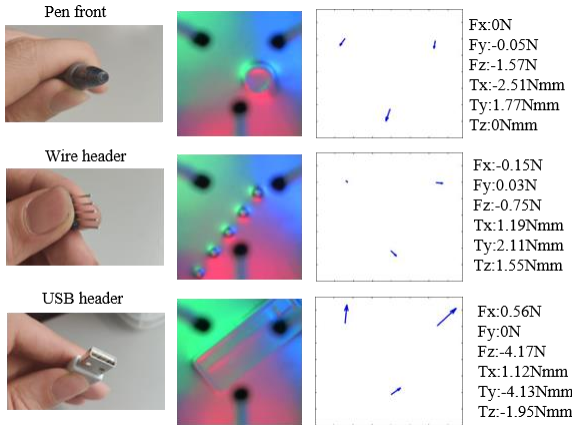 Pen front
Fx:0N
Fy:-0.05N
Fz:-1.57N
Tx:-2.51Nmm
Ty:1.77Nmm
Tz:0Nmm
Wire header
Fx:-0.15N
Fy:0.03N
Fz:-0.75N
Tx:1.19Nmm
Ty:2.11Nmm
Tz:1.55Nmm
USB header
Fx:0.56N
Fy:0N
Fz:-4.17N
Tx:1.12Nmm
Ty:-4.13Nmm
Tz:-1.95Nmm